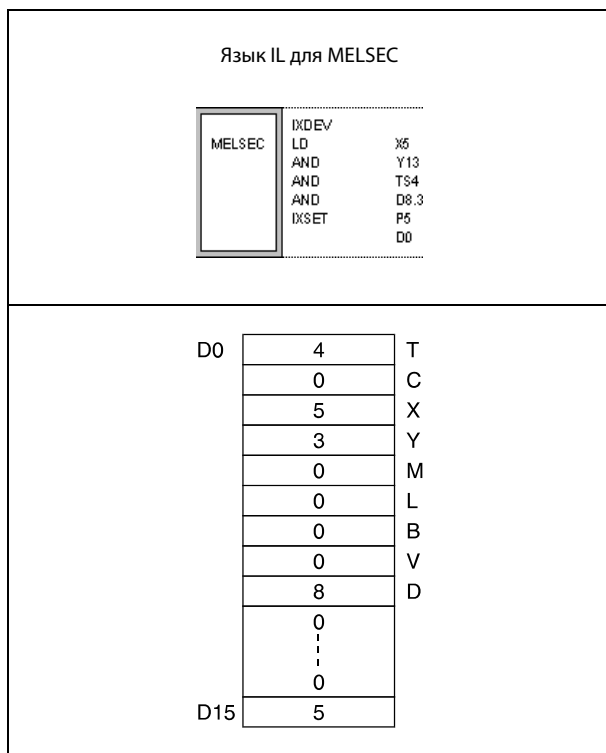 Язык IL для MELSEC
MELSEC
IXDEV
LD X5
AND Y13
AND TS4
AND D8.3
IXSET P5
D0
D0 4 T
0 C
5 X
3 Y
0 M
0 L
0 B
0 V
8 D
0
0
D15 5